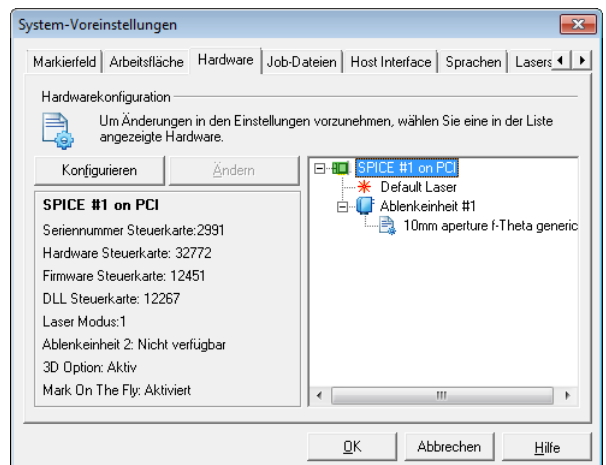 System-Voreinstellungen
Markierfeld
Arbeitsfläche
Hardware
Job-Dateien
Host Interface
Sprachen
Lasers
Hardwarekonfiguration
Um Änderungen in den Einstellungen vorzunehmen, wählen Sie eine in der Liste
angezeigte Hardware.
Konfigurieren
Ändern
SPICE #1 on PCI
Seriennummer Steuerkarte:2991
Hardware Steuerkarte: 32772
Firmware Steuerkarte: 12451
DLL Steuerkarte: 12267
Laser Modus:1
Ablenkeinheit 2: Nicht verfügbar
3D Option: Aktiv
Mark On The Fly: Aktiviert
SPICE #1 on PCI
Default Laser
Ablenkeinheit #1
10mm aperture f-Theta generic
OK
Abbrechen
Hilfe